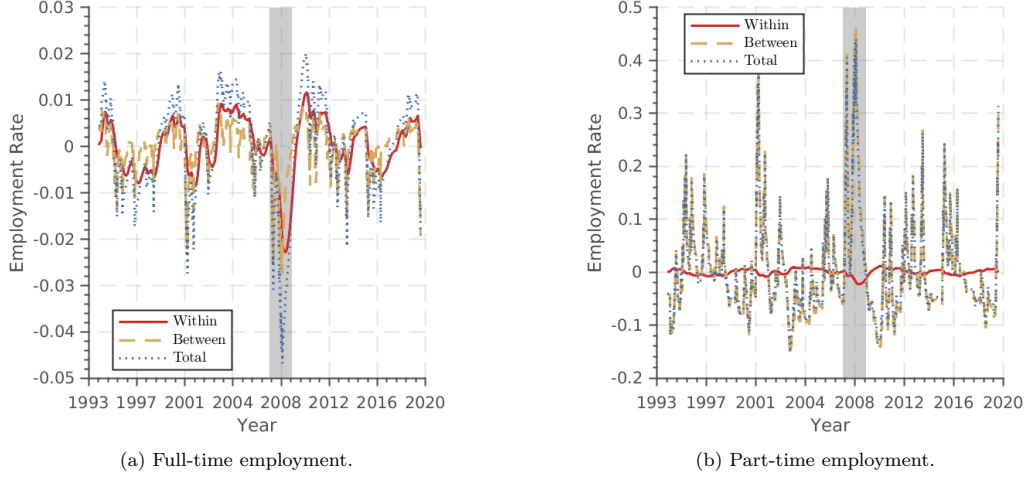 0.03
0.02
0.01
0
-0.01
-0.02
-0.03
-0.04
-0.05
Employment Rate
Within
Between
Total
1993 1997 2001 2004 2008 2012 2016 2020
Year
(a) Full-time employment.
0.5
0.4
0.3
0.2
0.1
0
-0.1
-0.2
Employment Rate
Within
Between
Total
1993 1997 2001 2004 2008 2012 2016 2020
Year
(b) Part-time employment.